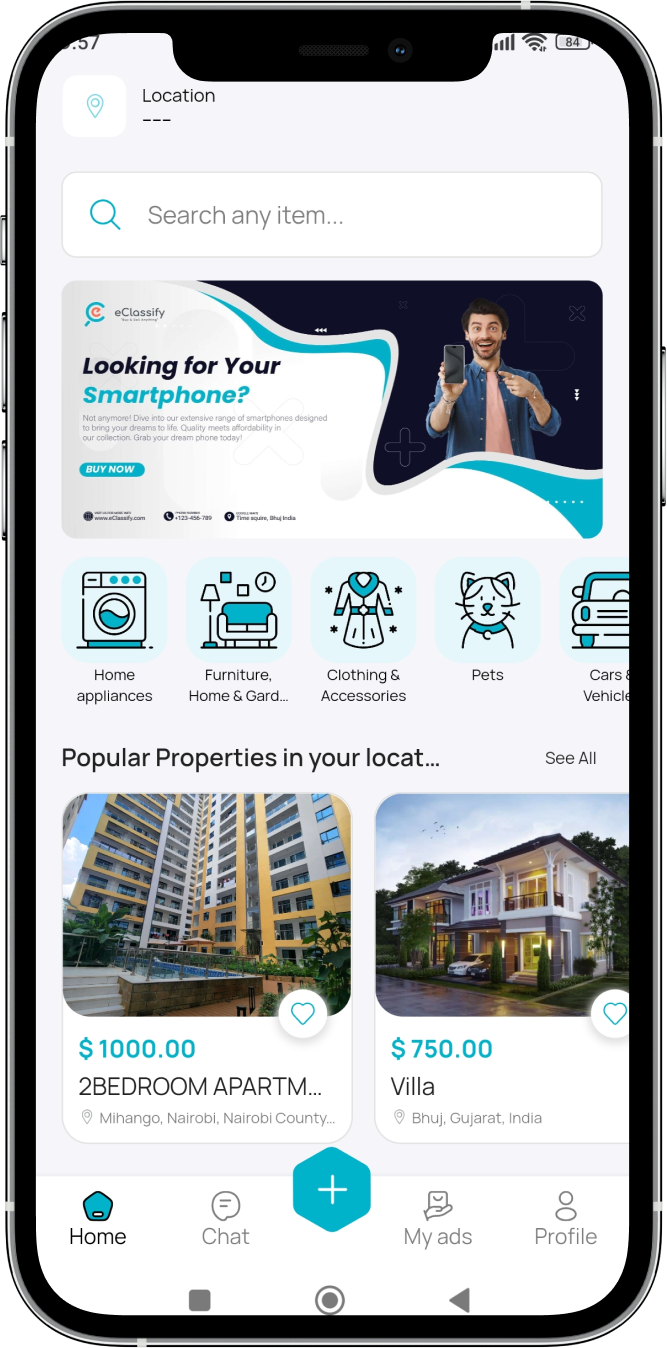 :57
84
Location
---
Search any item...
eClassify
Buy & Sell Anything
Looking for Your
Smartphone?
Not anymore! Dive into our extensive range of smartphones designed
to bring your dreams to life. Quality meets affordability in
our collection. Grab your dream phone today!
BUY NOW
www.eClassify.com
PHONE NUMBER
+123-456-789
GOOGLE MAPS
Time squire, Bhuj India
Home
appliances
Furniture,
Home & Gard...
Clothing &
Accessories
Pets
Cars &
Vehicle
Popular Properties in your locat... See All
$ 1000.00
2BEDROOM APARTM...
Mihango, Nairobi, Nairobi County...
$ 750.00
Villa
Bhuj, Gujarat, India
Home
Chat
My ads
Profile